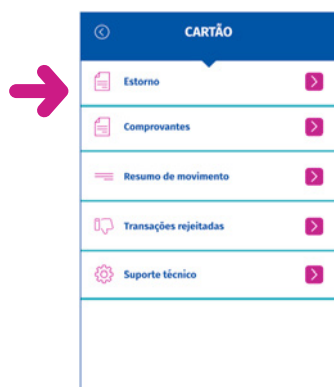 CARTÃO
Estorno
Comprovantes
Resumo de movimento
Transações rejeitadas
Suporte técnico